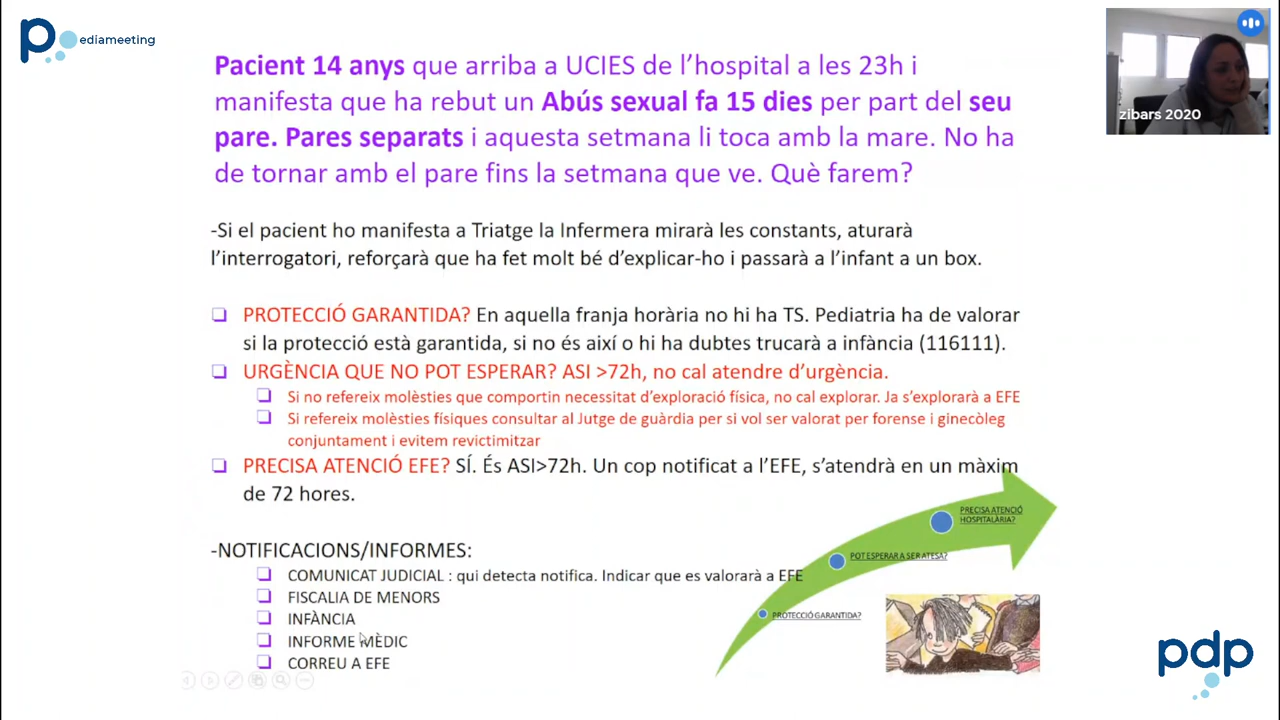 pediameeting
zibars 2020
Pacient 14 anys que arriba a UCIES de l’hospital a les 23h i
manifesta que ha rebut un Abús sexual fa 15 dies per part del seu
pare. Pares separats i aquesta setmana li toca amb la mare. No ha
de tornar amb el pare fins la setmana que ve. Què farem?
-Si el pacient ho manifesta a Triatge la Infermera mirarà les constants, aturarà
l’interrogatori, reforçarà que ha fet molt bé d’explicar-ho i passarà a l’infant a un box.
PROTECCIÓ GARANTIDA? En aquella franja horària no hi ha TS. Pediatria ha de valorar
si la protecció està garantida, si no és així o hi ha dubtes trucarà a infància (116111).
URGÈNCIA QUE NO POT ESPERAR? ASI >72h, no cal atendre d’urgència.
Si no refereix molèsties que comportin necessitat d’exploració física, no cal explorar. Ja s’explorarà a EFE
Si refereix molèsties físiques consultar al Jutge de guàrdia per si vol ser valorat per forense i ginecòleg
conjuntament i evitem revictimitzar
PRECISA ATENCIÓ EFE? SÍ. És ASI>72h. Un cop notificat a l’EFE, s’atendrà en un màxim
de 72 hores.
-NOTIFICACIONS/INFORMES:
COMUNICAT JUDICIAL : qui detecta notifica. Indicar que es valorarà a EFE
FISCALIA DE MENORS
INFÀNCIA
INFORME MÈDIC
CORREU A EFE
PRECISA ATENCIÓ
HOSPITALÀRIA?
POT ESPERAR A SER ATESA?
PROTECCIÓ GARANTIDA?
pdp